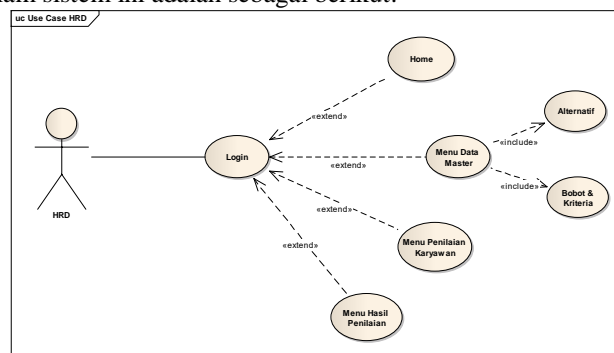 dalam sistem ini adalah sebagai berikut:
uc Use Case HRD
Home
«extend»
Alternatif
«include»
Login
«extend»
Menu Data
Master
«include»
Bobot &
Kriteria
HRD
«extend»
Menu Penilaian
Karyawan
«extend»
Menu Hasil
Penilaian